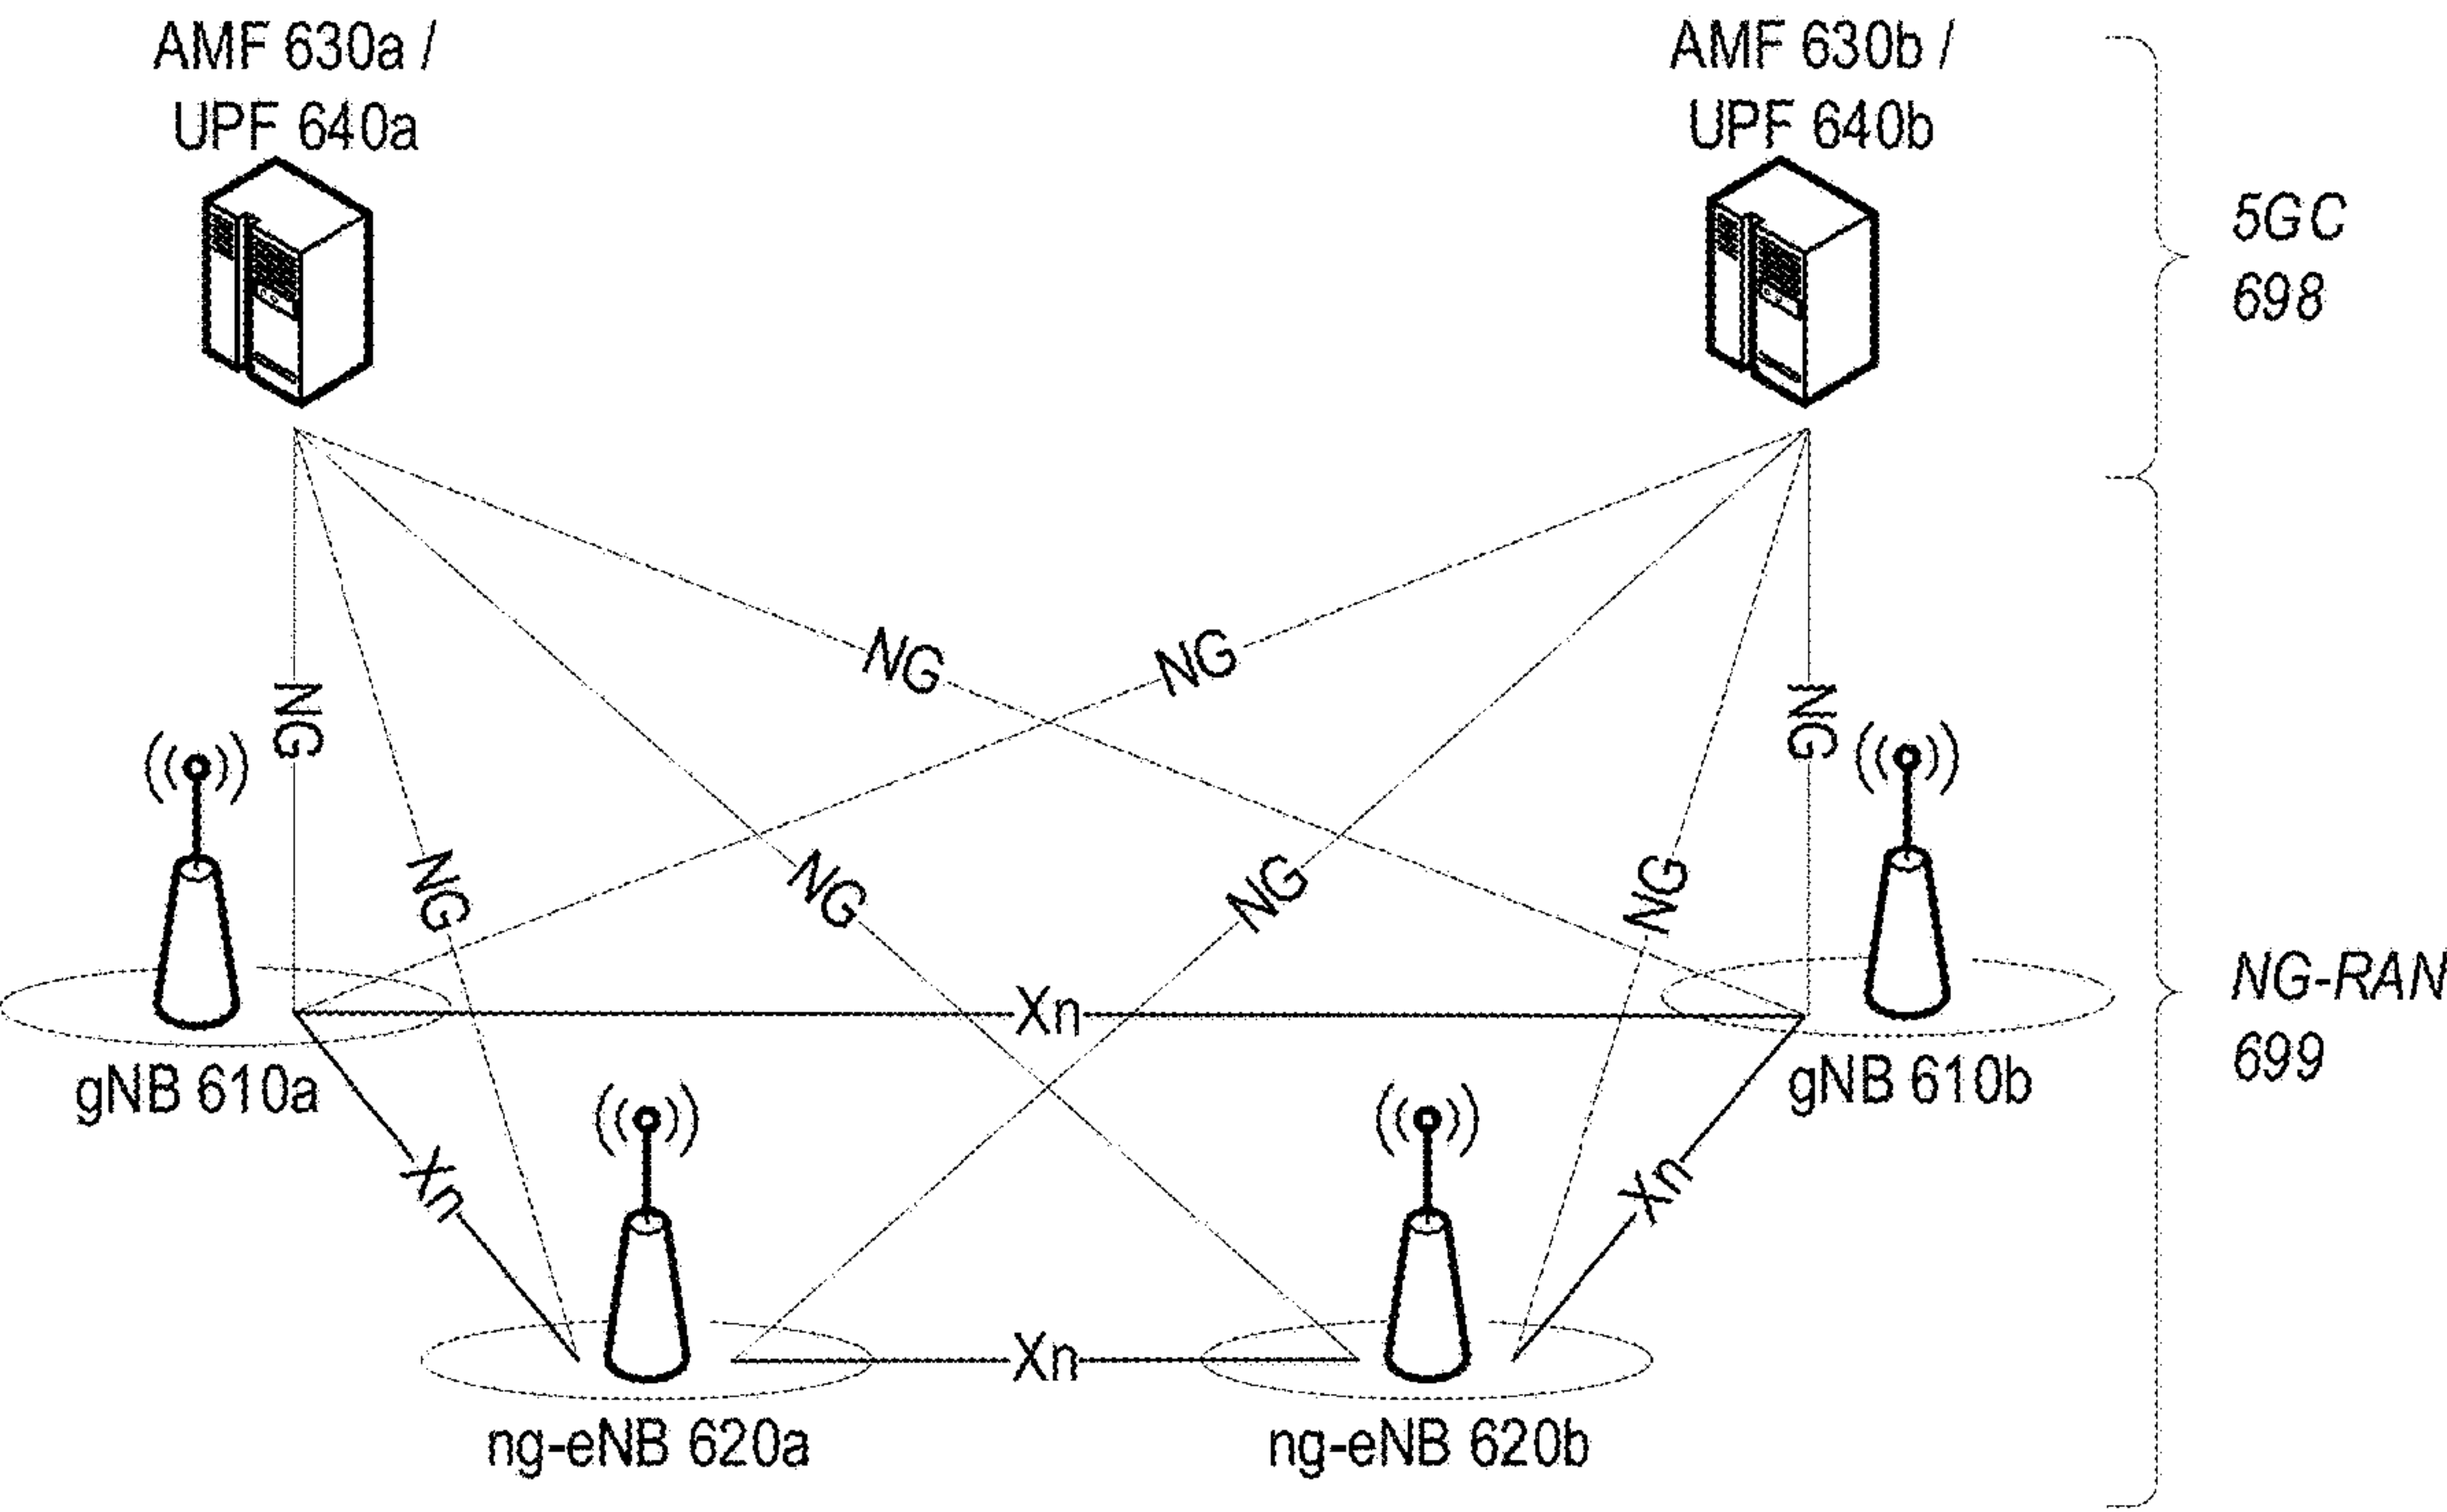 AMF 630a /
UPF 640a
AMF 630b /
UPF 640b
5GC
698
NG
NG
NG
NG
NG
NG
NG
NG
Xn
gNB 610a
gNB 610b
NG-RAN
699
Xn
Xn
Xn
ng-eNB 620a
ng-eNB 620b